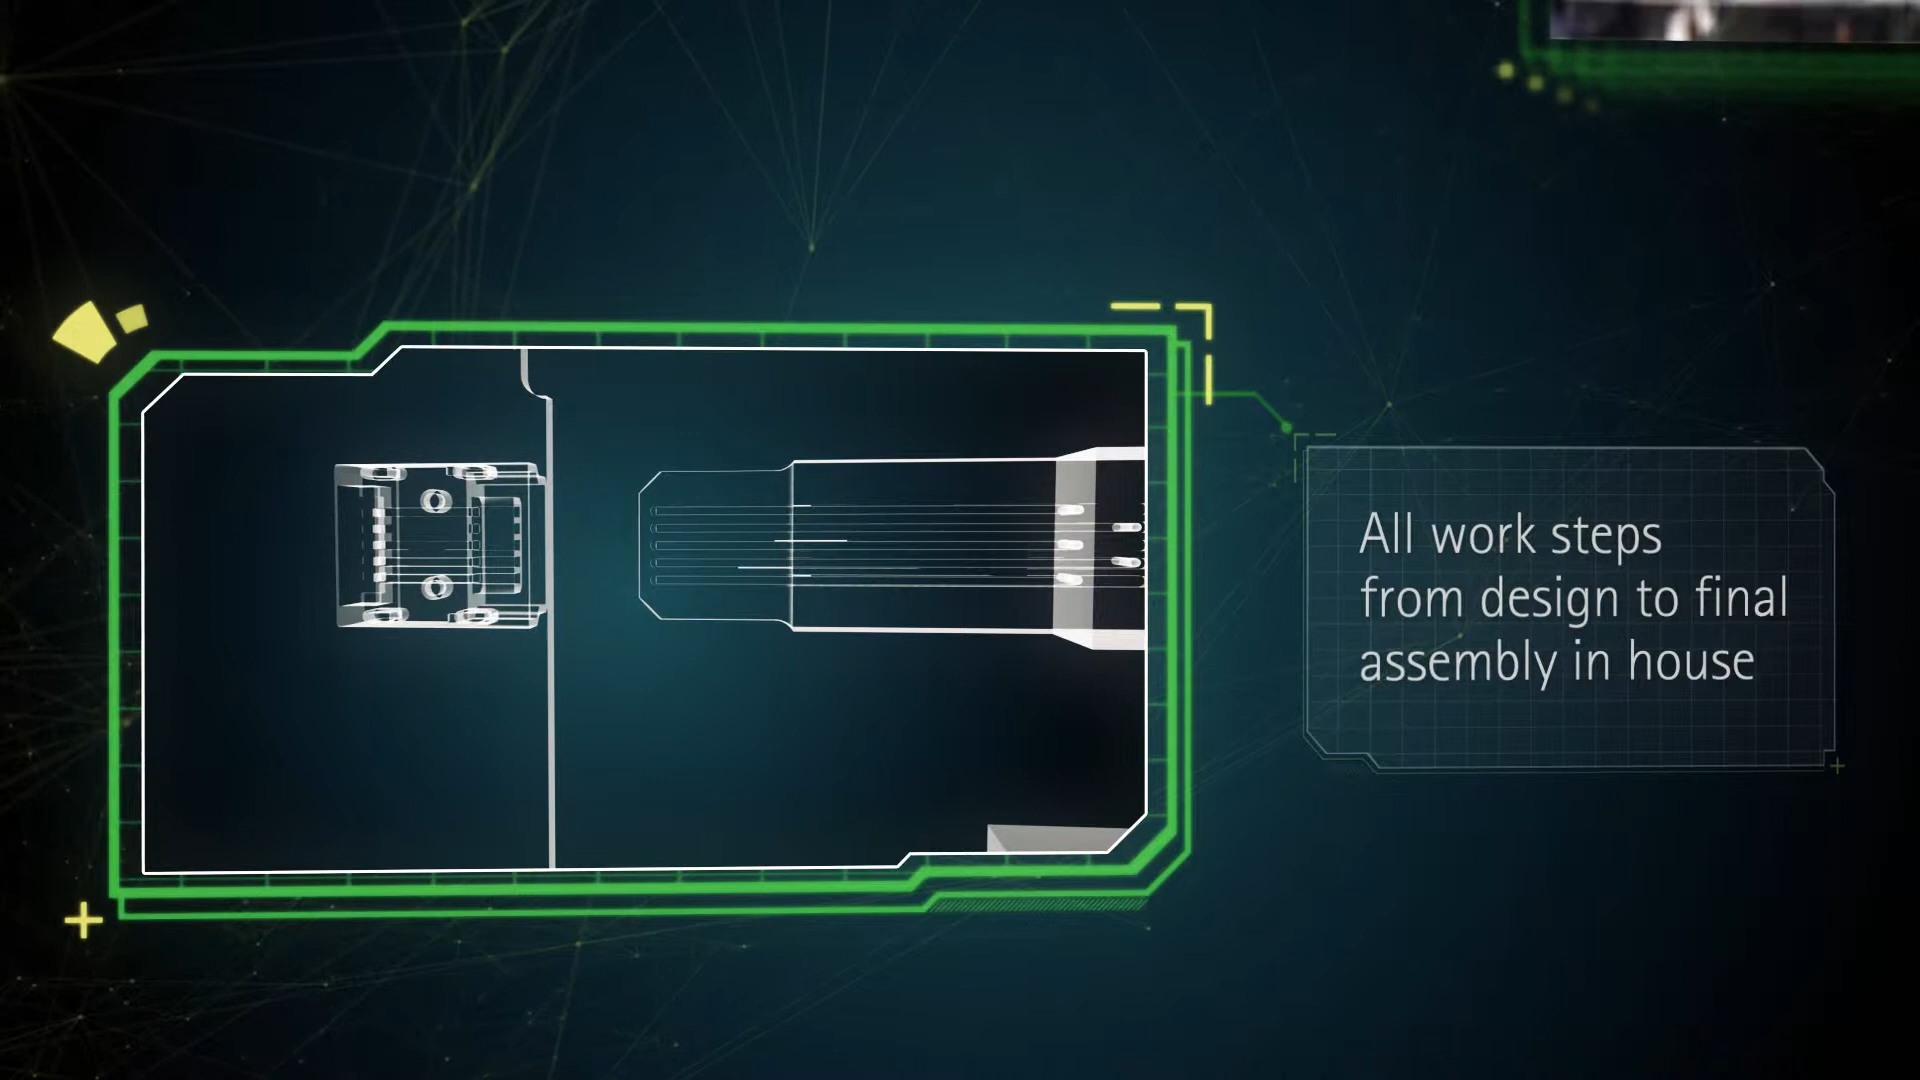 All work steps
from design to final
assembly in house